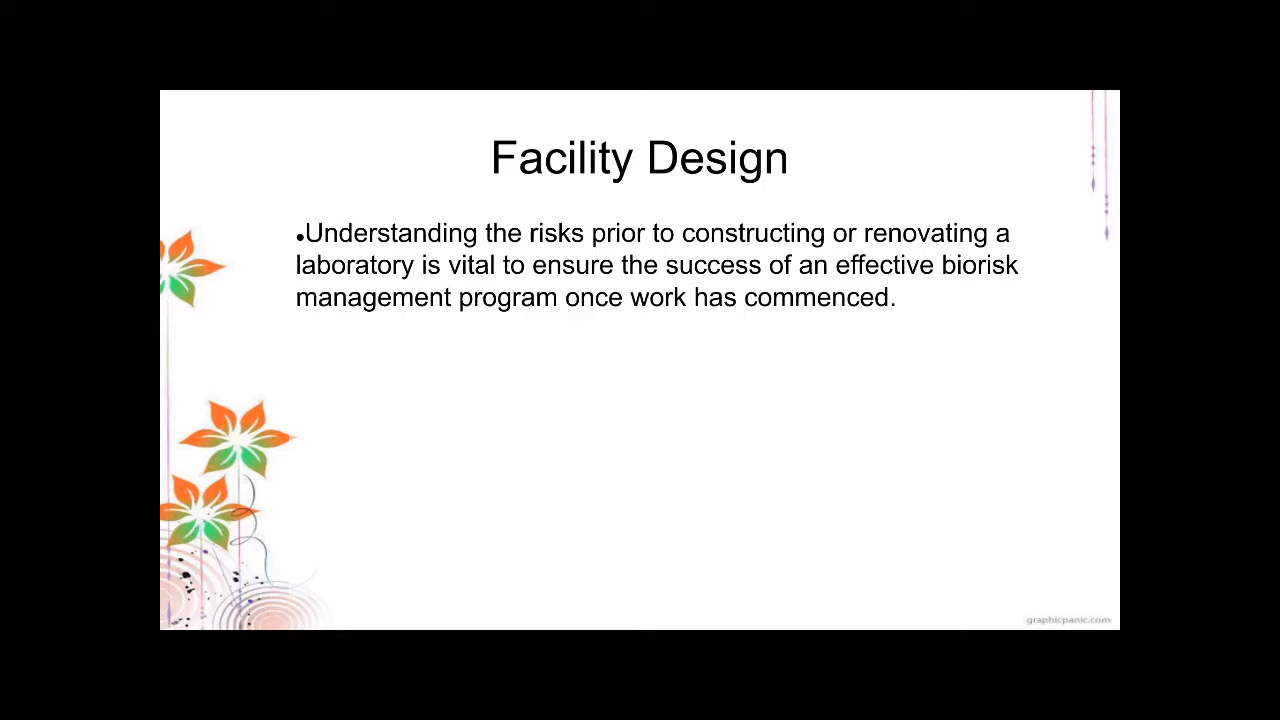 Facility Design
•Understanding the risks prior to constructing or renovating a
laboratory is vital to ensure the success of an effective biorisk
management program once work has commenced.
graphicpanic.com